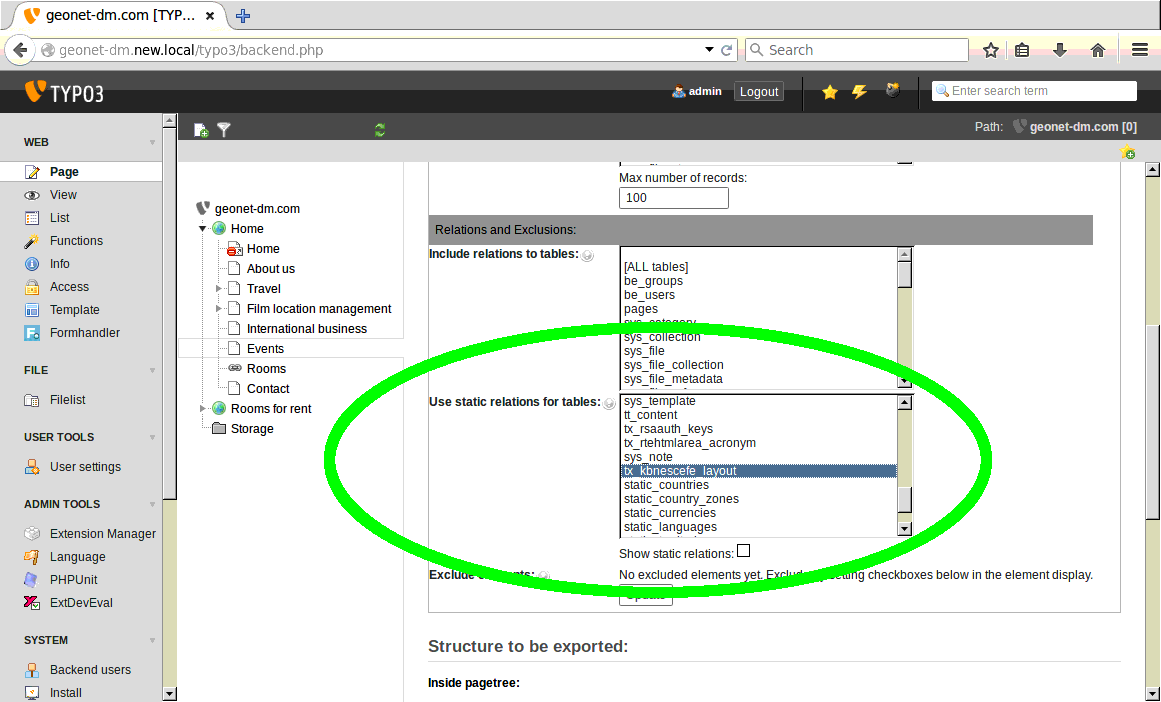 geonet-dm.com [TYP...
geonet-dm.new.local/typo3/backend.php
Search
TYPO3
admin
Logout
Enter search term
Path: geonet-dm.com [0]
WEB
Page
View
List
Functions
Info
Access
Template
Formhandler
FILE
Filelist
USER TOOLS
User settings
ADMIN TOOLS
Extension Manager
Language
PHPUnit
ExtDevEval
SYSTEM
Backend users
Install
geonet-dm.com
Home
Home
About us
Travel
Film location management
International business
Events
Rooms
Contact
Rooms for rent
Storage
Max number of records:
100
Relations and Exclusions:
Include relations to tables:
[ALL tables]
be_groups
be_users
pages
sys_category
sys_collection
sys_file
sys_file_collection
sys_file_metadata
Use static relations for tables:
sys_template
tt_content
tx_rsaauth_keys
tx_rtehtmlarea_acronym
sys_note
tx_kbnescefe_layout
static_countries
static_country_zones
static_currencies
static_languages
Show static relations:
Exclude elements:
No excluded elements yet. Exclude by setting checkboxes below in the element display.
Update
Structure to be exported:
Inside pagetree: